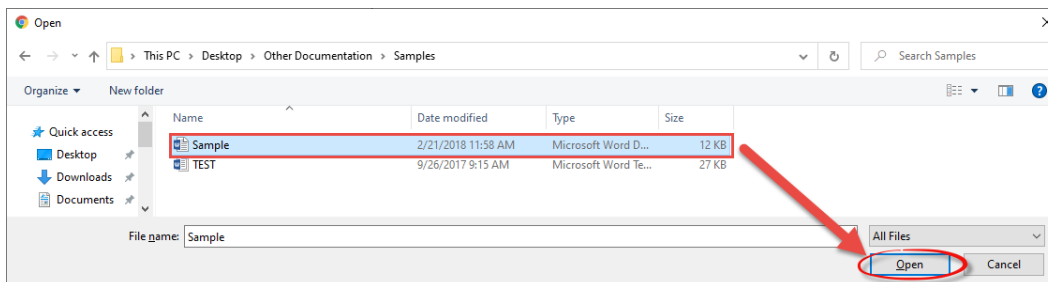 Open
This PC > Desktop > Other Documentation > Samples
Search Samples
Organize
New folder
Name Date modified Type Size
Quick access
Sample 2/21/2018 11:58 AM Microsoft Word D... 12 KB
Desktop
TEST 9/26/2017 9:15 AM Microsoft Word Te... 27 KB
Downloads
Documents
File name: Sample
All Files
Open
Cancel